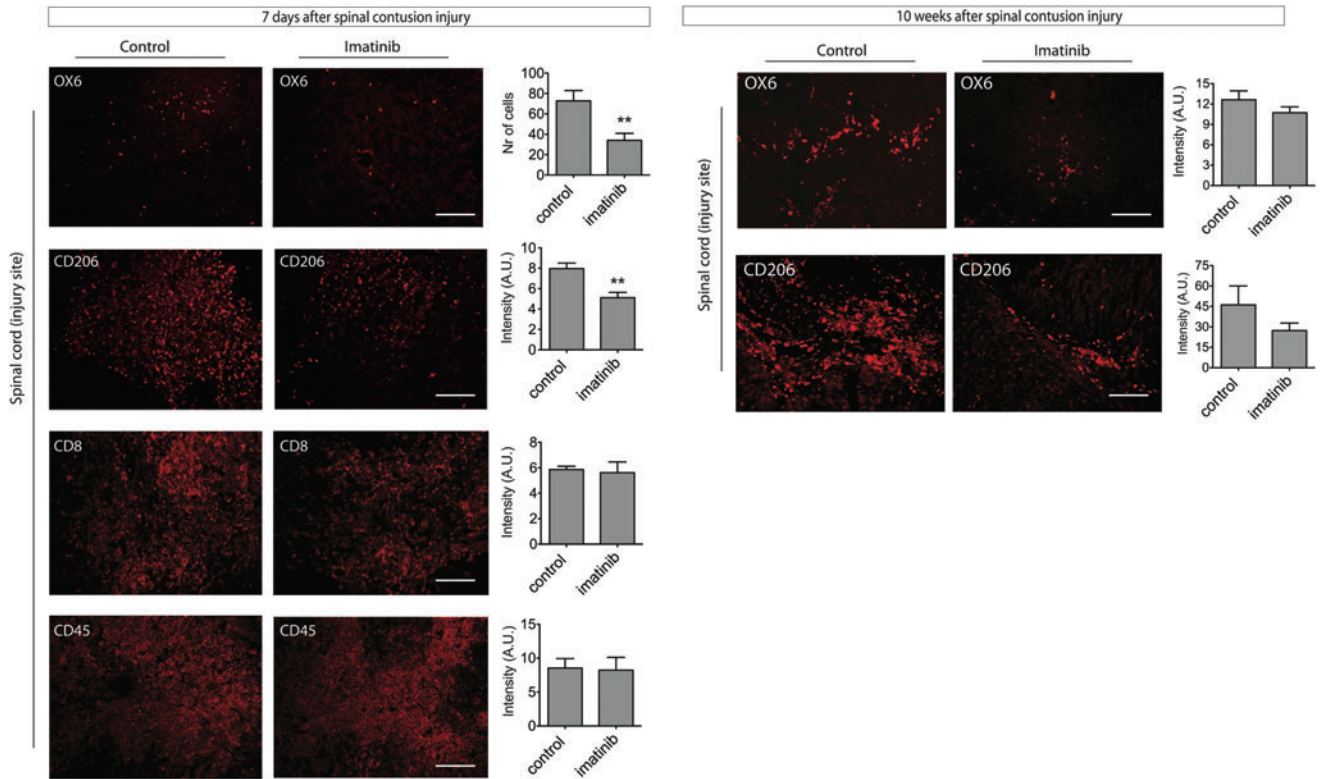 7 days after spinal contusion injury
Control
Imatinib
Spinal cord (injury site)
OX6
OX6
Nr of cells
100
80
60
40
20
0
**
control
imatinib
CD206
CD206
Intensity (A.U.)
10
8
6
4
2
0
**
control
imatinib
CD8
CD8
Intensity (A.U.)
8
6
4
2
0
control
imatinib
CD45
CD45
Intensity (A.U.)
15
10
5
0
control
imatinib
10 weeks after spinal contusion injury
Control
Imatinib
Spinal cord (injury site)
OX6
OX6
Intensity (A.U.)
15
12
9
6
3
0
control
imatinib
CD206
CD206
Intensity (A.U.)
75
60
45
30
15
0
control
imatinib